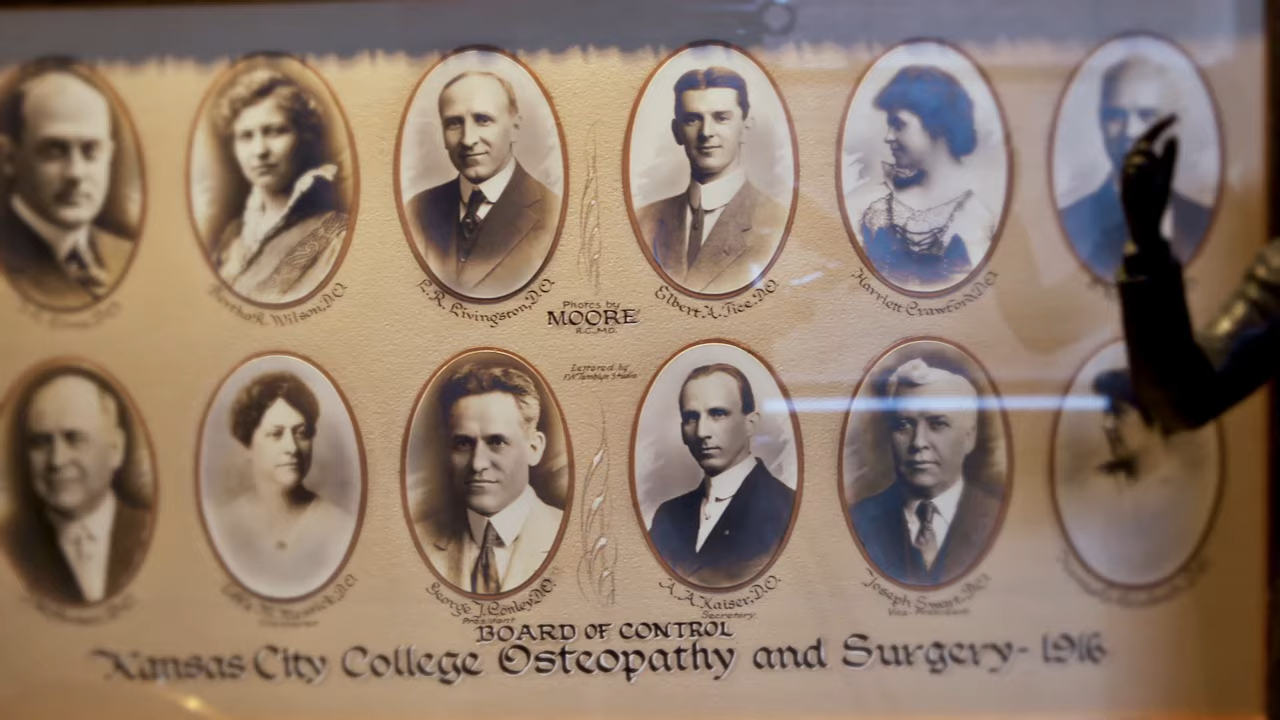 Bertha R. Wilson, D.O.
L.R. Livingston, D.O.
Photos by
MOORE
K.C., MO.
Elbert A. Tice, D.O.
Harriett Crawford, D.O.
Lettered by
George J. Conley, D.O.
President
A.A. Kaiser, D.O.
Secretary
Joseph Swart, D.O.
Vice-President
BOARD OF CONTROL
Kansas City College Osteopathy and Surgery - 1916